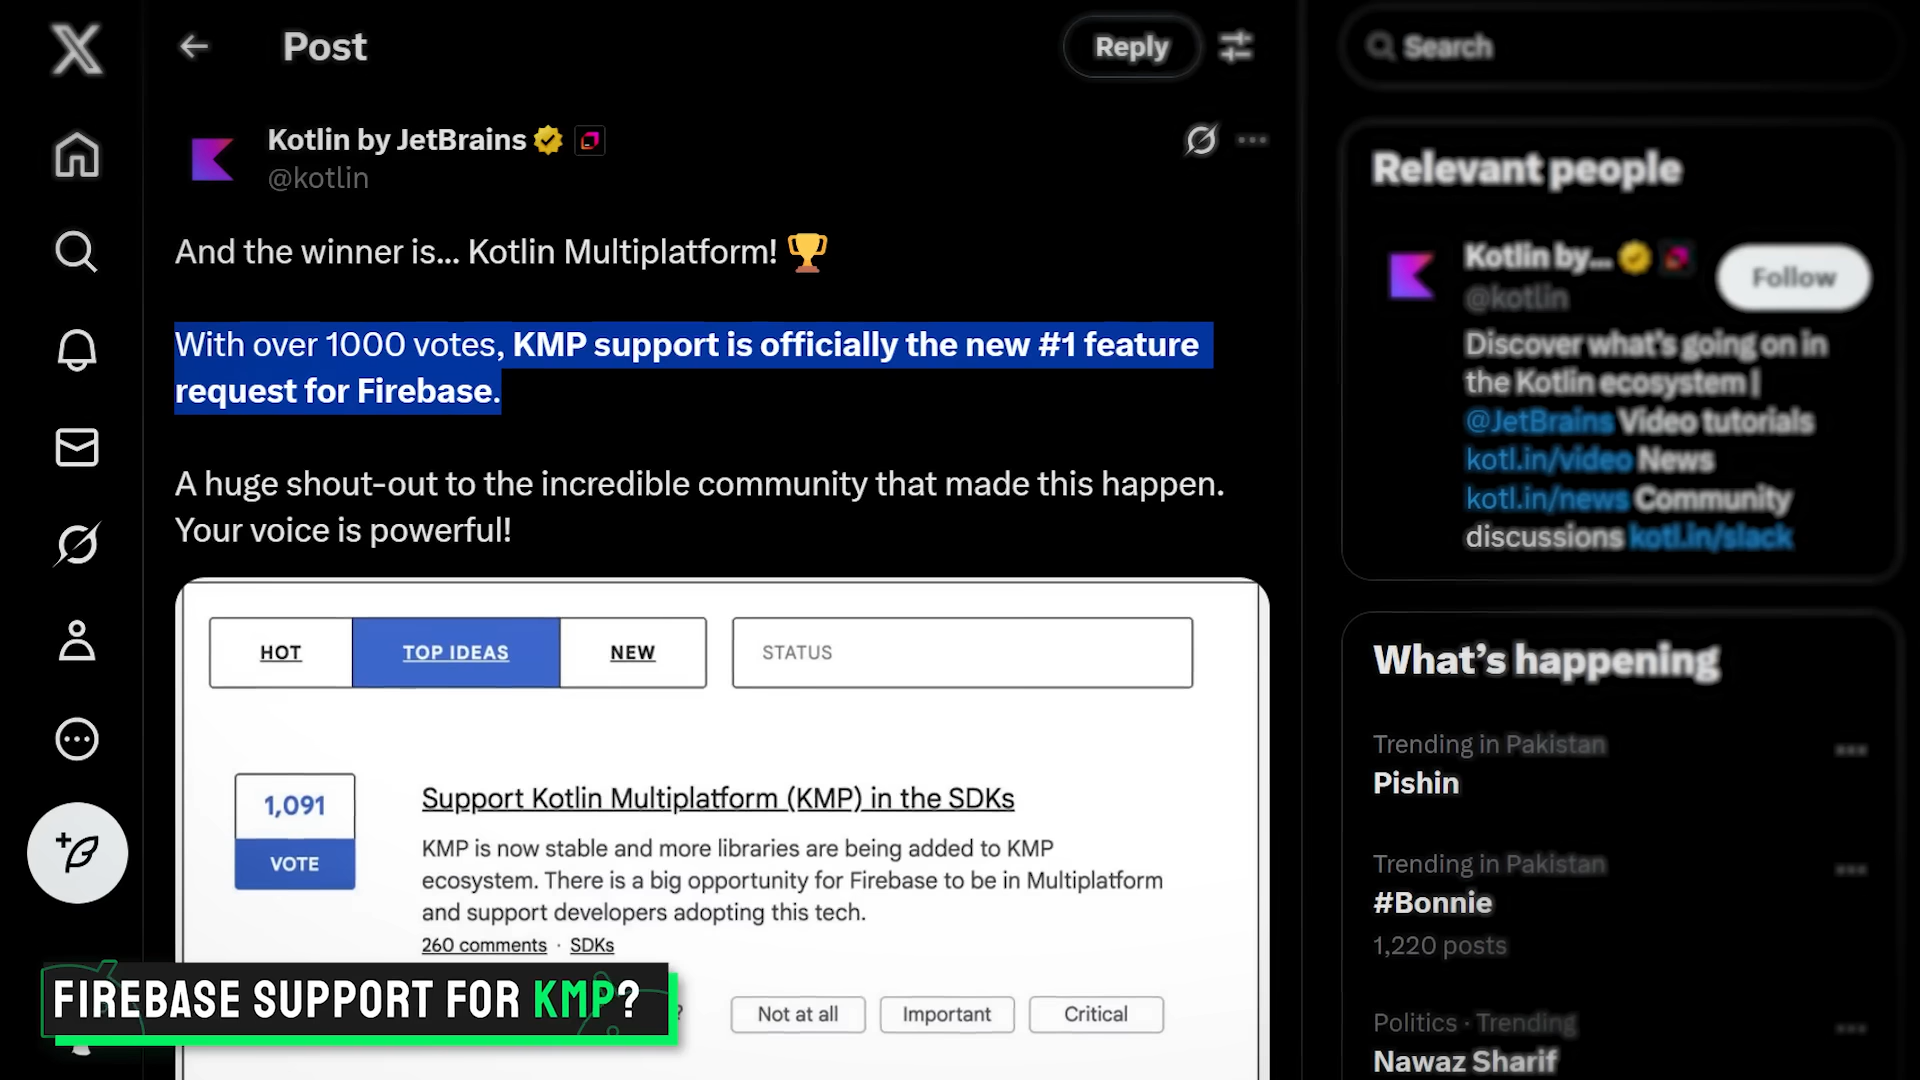 Post
Reply
Search
Kotlin by JetBrains
@kotlin
And the winner is... Kotlin Multiplatform! 🏆
With over 1000 votes, KMP support is officially the new #1 feature
request for Firebase.
A huge shout-out to the incredible community that made this happen.
Your voice is powerful!
HOT
TOP IDEAS
NEW
STATUS
1,091
VOTE
Support Kotlin Multiplatform (KMP) in the SDKs
KMP is now stable and more libraries are being added to KMP
ecosystem. There is a big opportunity for Firebase to be in Multiplatform
and support developers adopting this tech.
260 comments · SDKs
?
Not at all
Important
Critical
FIREBASE SUPPORT FOR KMP?
Relevant people
Kotlin by...
@kotlin
Follow
Discover what's going on in
the Kotlin ecosystem |
@JetBrains Video tutorials
kotl.in/video News
kotl.in/news Community
discussions kotl.in/slack
What's happening
Trending in Pakistan
Pishin
Trending in Pakistan
#Bonnie
1,220 posts
Politics · Trending
Nawaz Sharif